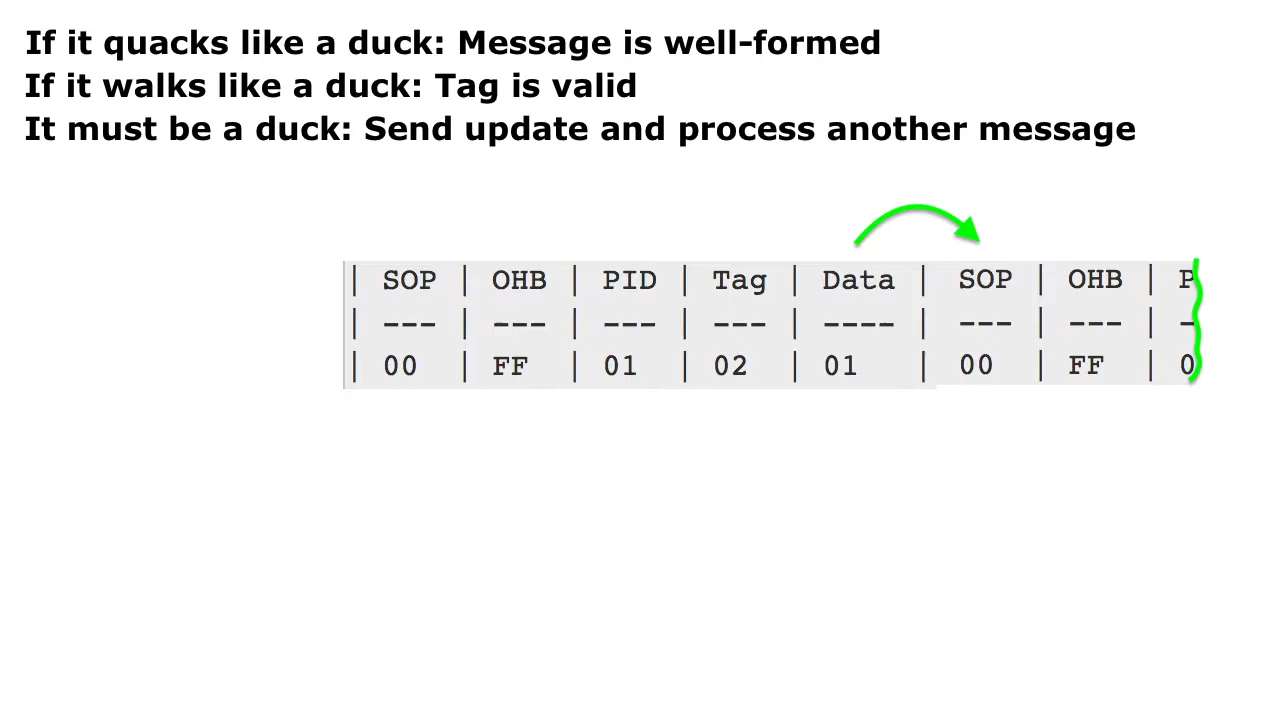 If it quacks like a duck: Message is well-formed
If it walks like a duck: Tag is valid
It must be a duck: Send update and process another message
| SOP | OHB | PID | Tag | Data | SOP | OHB | P
| --- | --- | --- | --- | ---- | --- | --- | -
| 00 | FF | 01 | 02 | 01 | 00 | FF | 0